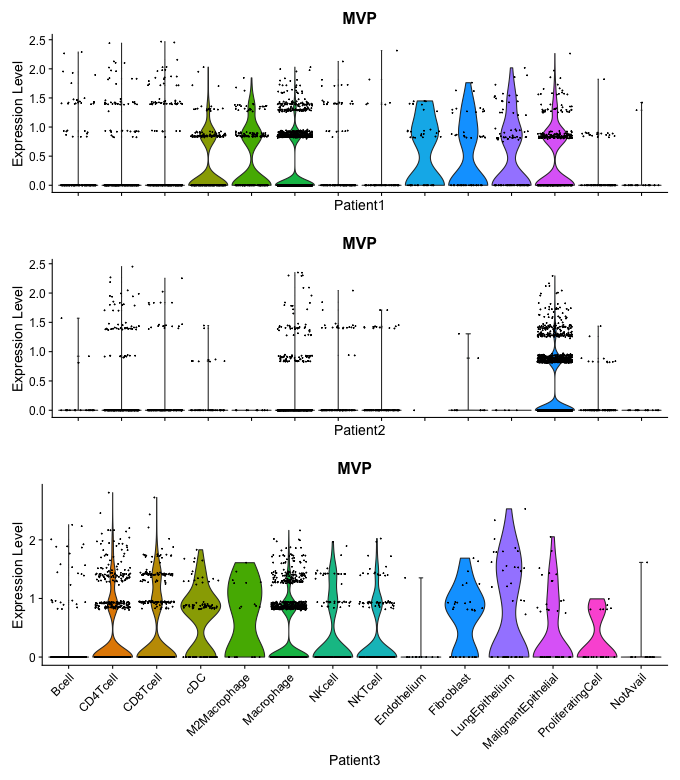 MVP
Expression Level
2.5
2.0
1.5
1.0
0.5
0.0
Patient1
MVP
Expression Level
2.5
2.0
1.5
1.0
0.5
0.0
Patient2
MVP
Expression Level
2
1
0
Bcell
CD4Tcell
CD8Tcell
cDC
M2Macrophage
Macrophage
NKcell
NKTcell
Endothelium
Fibroblast
LungEpithelium
MalignantEpithelial
ProliferatingCell
NotAvail
Patient3